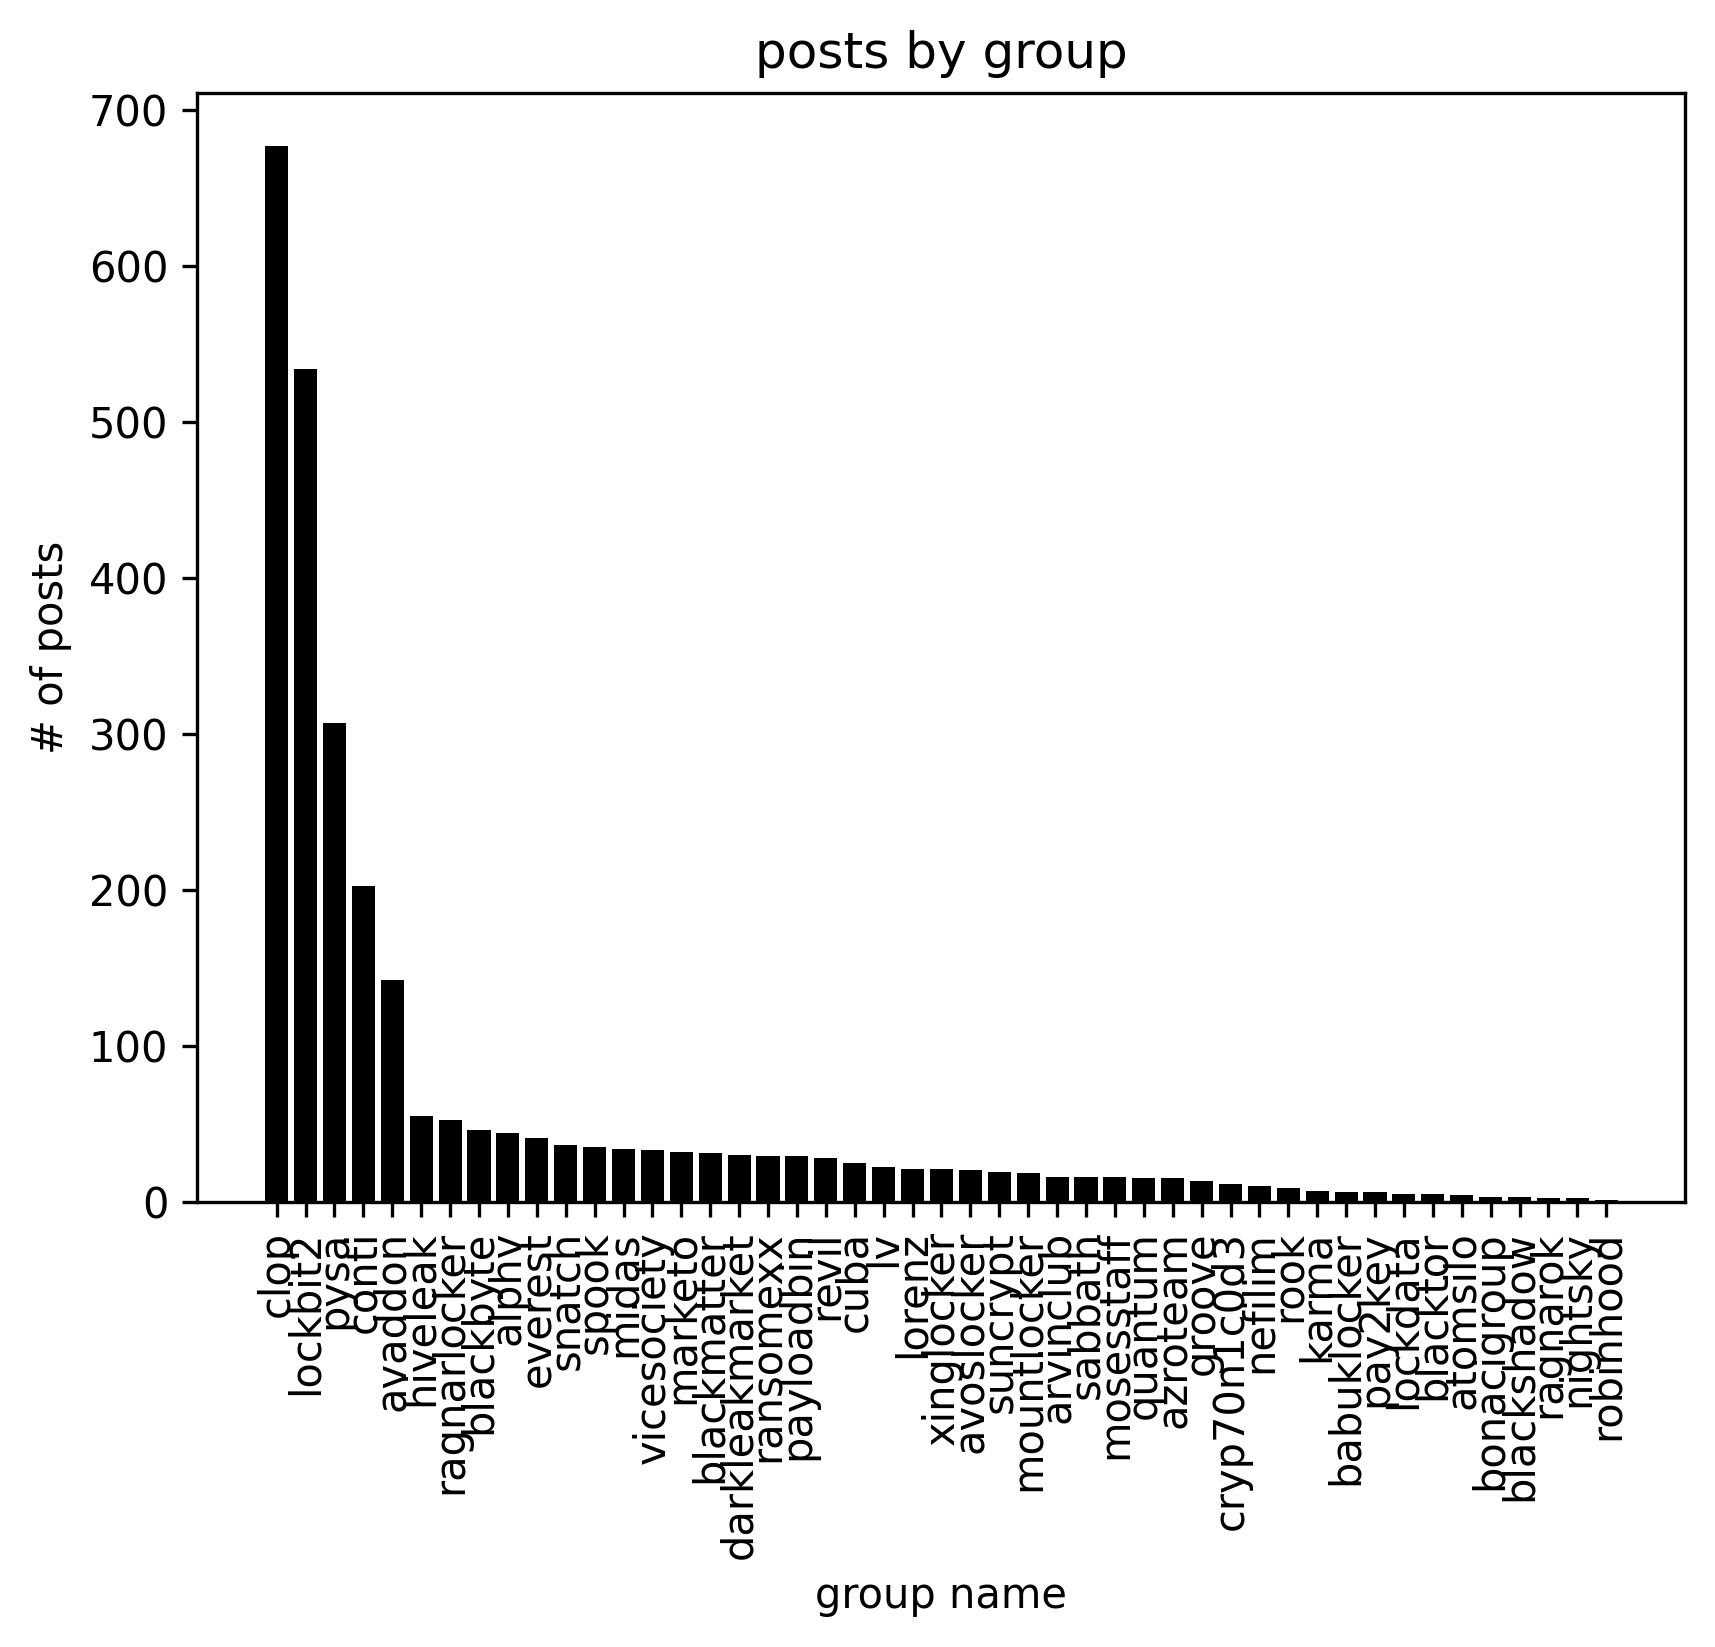 posts by group
700
600
500
400
300
200
100
0
# of posts
clop
lockbit2
pysa
conti
avaddon
hiveleak
ragnarlocker
blackbyte
alphv
everest
snatch
spook
midas
vicesociety
marketo
blackmatter
darkleakmarket
ransomexx
payloadbin
revil
cuba
lv
lorenz
xinglocker
avoslocker
suncrypt
mountlocker
arvinclub
sabbath
mosesstaff
quantum
azroteam
groove
cryp70n1c0d3
nefilim
rook
karma
babuklocker
pay2key
lockdata
blacktor
atomsilo
bonacigroup
blackshadow
ragnarok
nightsky
robinhood
group name